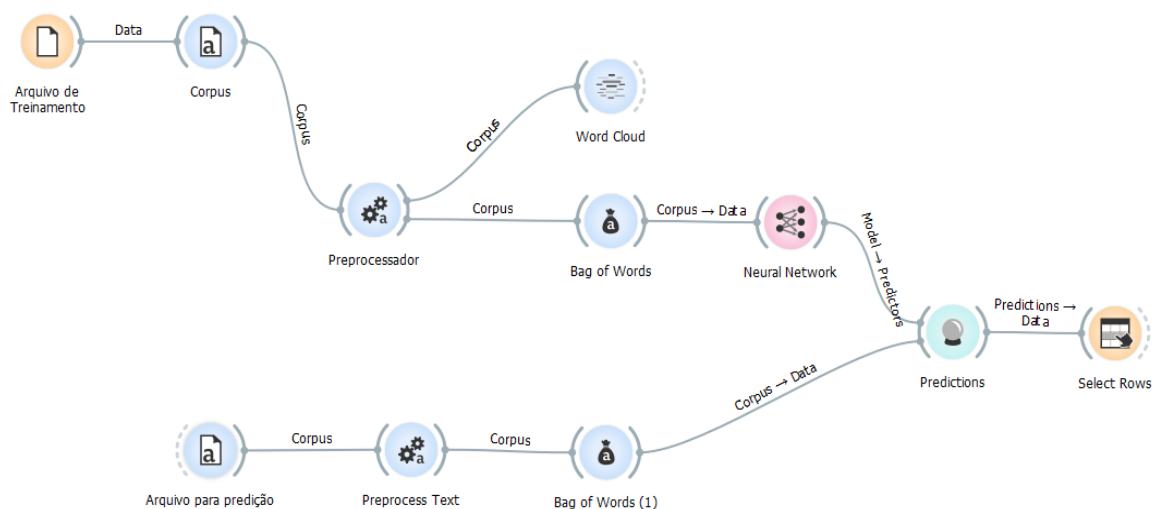 Data
Arquivo de
Treinamento
Corpus
Corpus
Corpus
Word Cloud
Preprocessador
Corpus
Bag of Words
Corpus → Data
Neural Network
Model → Predictors
Predictions →
Data
Predictions
Select Rows
Corpus → Data
Arquivo para predição
Corpus
Preprocess Text
Corpus
Bag of Words (1)